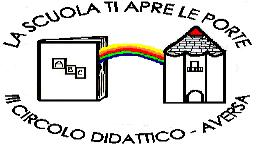 LA SCUOLA TI APRE LE PORTE
ABC
III CIRCOLO DIDATTICO - AVERSA